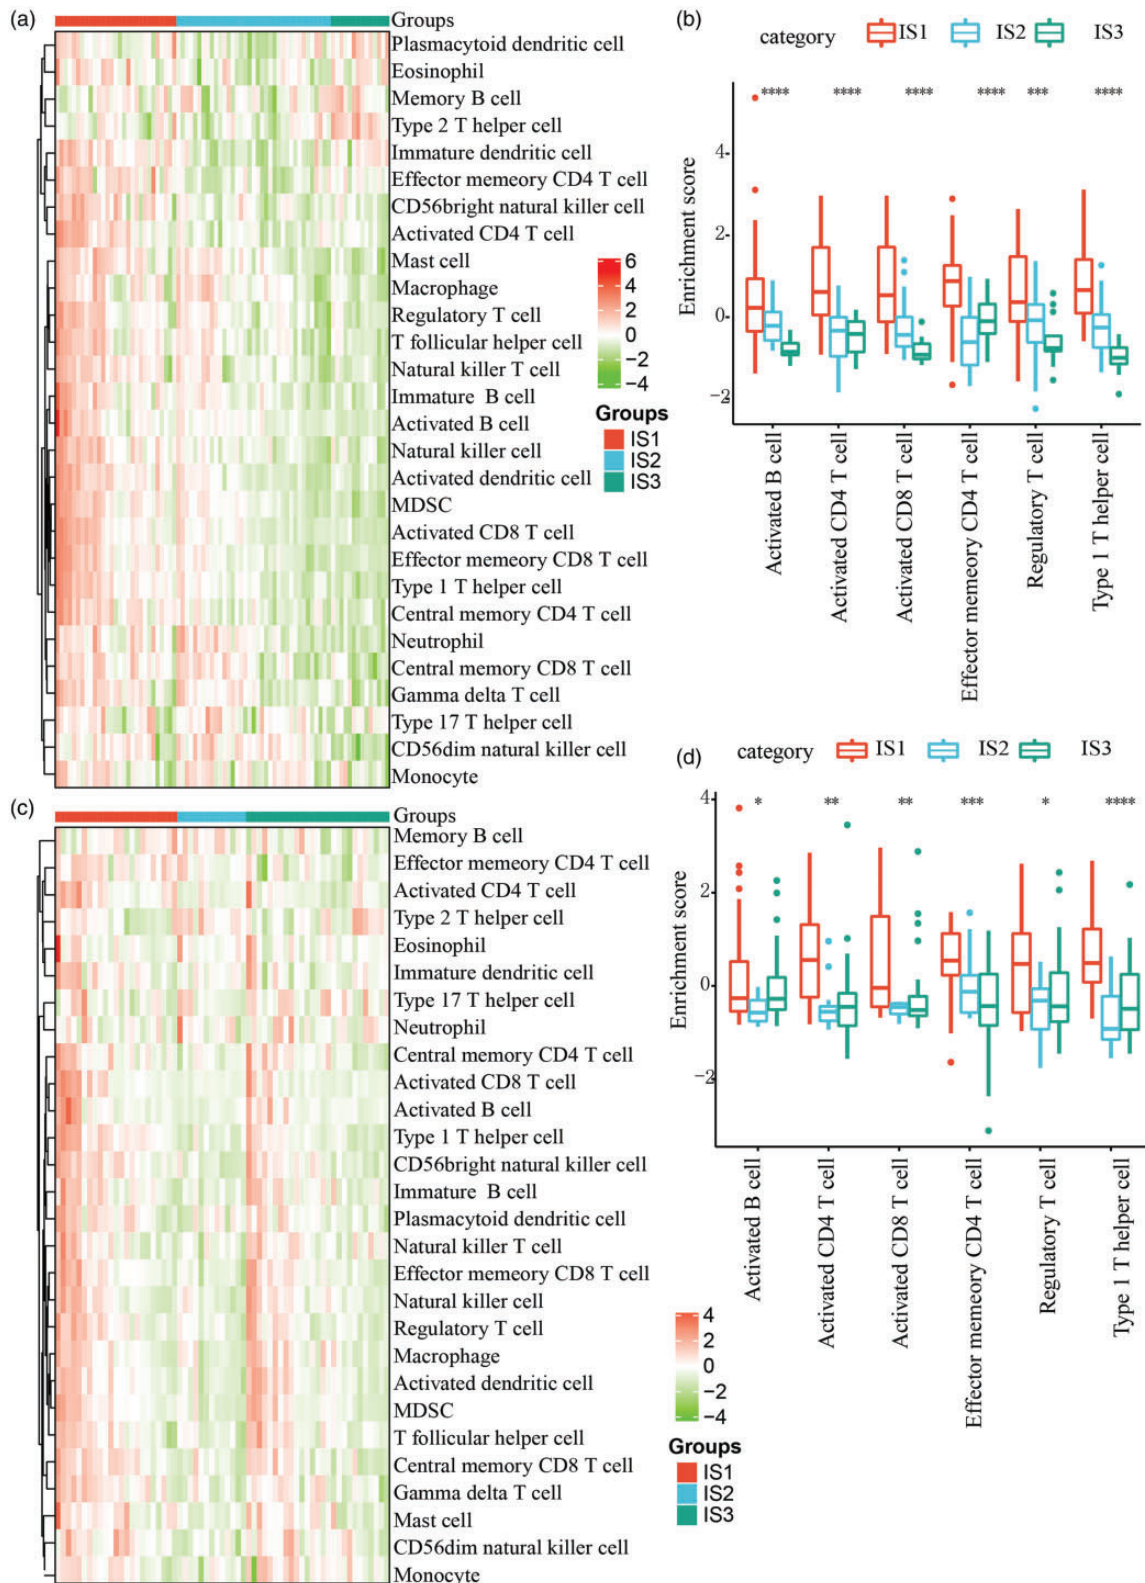 (a)
Groups
Plasmacytoid dendritic cell
Eosinophil
Memory B cell
Type 2 T helper cell
Immature dendritic cell
Effector memeory CD4 T cell
CD56bright natural killer cell
Activated CD4 T cell
Mast cell
Macrophage
Regulatory T cell
T follicular helper cell
Natural killer T cell
Immature B cell
Activated B cell
Natural killer cell
Activated dendritic cell
MDSC
Activated CD8 T cell
Effector memeory CD8 T cell
Type 1 T helper cell
Central memory CD4 T cell
Neutrophil
Central memory CD8 T cell
Gamma delta T cell
Type 17 T helper cell
CD56dim natural killer cell
Monocyte
6
4
2
0
−2
−4
Groups
IS1
IS2
IS3
(b)
category IS1 IS2 IS3
**** **** **** **** *** ****
Enrichment score
4
2
0
−2
Activated B cell
Activated CD4 T cell
Activated CD8 T cell
Effector memeory CD4 T cell
Regulatory T cell
Type 1 T helper cell
(c)
Groups
Memory B cell
Effector memeory CD4 T cell
Activated CD4 T cell
Type 2 T helper cell
Eosinophil
Immature dendritic cell
Type 17 T helper cell
Neutrophil
Central memory CD4 T cell
Activated CD8 T cell
Activated B cell
Type 1 T helper cell
CD56bright natural killer cell
Immature B cell
Plasmacytoid dendritic cell
Natural killer T cell
Effector memeory CD8 T cell
Natural killer cell
Regulatory T cell
Macrophage
Activated dendritic cell
MDSC
T follicular helper cell
Central memory CD8 T cell
Gamma delta T cell
Mast cell
CD56dim natural killer cell
Monocyte
4
2
0
−2
−4
Groups
IS1
IS2
IS3
(d)
category IS1 IS2 IS3
* ** ** *** * ****
Enrichment score
4
2
0
−2
Activated B cell
Activated CD4 T cell
Activated CD8 T cell
Effector memeory CD4 T cell
Regulatory T cell
Type 1 T helper cell